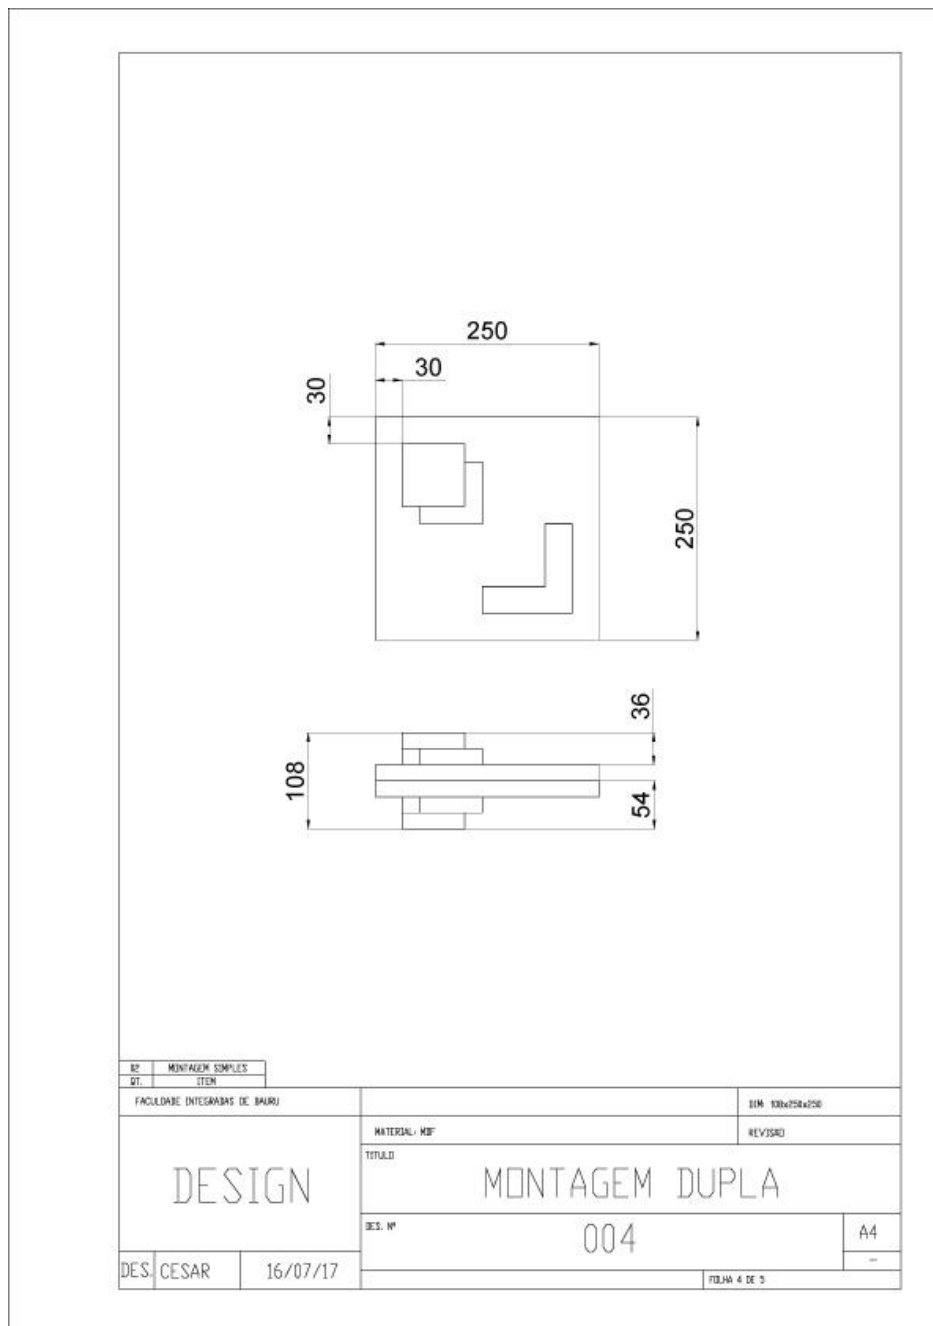 250
30
30
250
36
108
54
02 MONTAGEM SIMPLES
QT. ITEM
FACULDADE INTEGRADAS DE BAURU
DIM: 108x250x250
MATERIAL: MDF
REVISÃO
TITULO
DESIGN
MONTAGEM DUPLA
DES. Nº
004
A4
-
DES. CESAR 16/07/17
FOLHA 4 DE 5